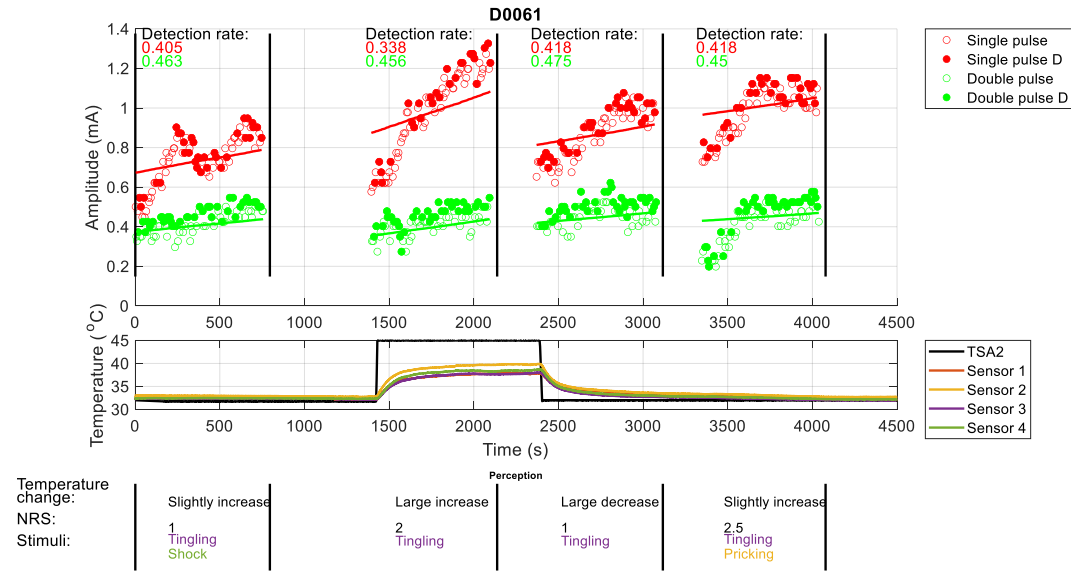 D0061
Detection rate: Detection rate: Detection rate: Detection rate:
0.405 0.338 0.418 0.418
0.463 0.456 0.475 0.45
Single pulse
Single pulse D
Double pulse
Double pulse D
Amplitude (mA)
1.4
1.2
1
0.8
0.6
0.4
0.2
0
0 500 1000 1500 2000 2500 3000 3500 4000 4500
Temperature (°C)
45
40
35
30
TSA2
Sensor 1
Sensor 2
Sensor 3
Sensor 4
0 500 1000 1500 2000 2500 3000 3500 4000 4500
Time (s)
Perception
Temperature
change: Slightly increase Large increase Large decrease Slightly increase
NRS: 1 2 1 2.5
Stimuli: Tingling Tingling Tingling Tingling
Shock Pricking